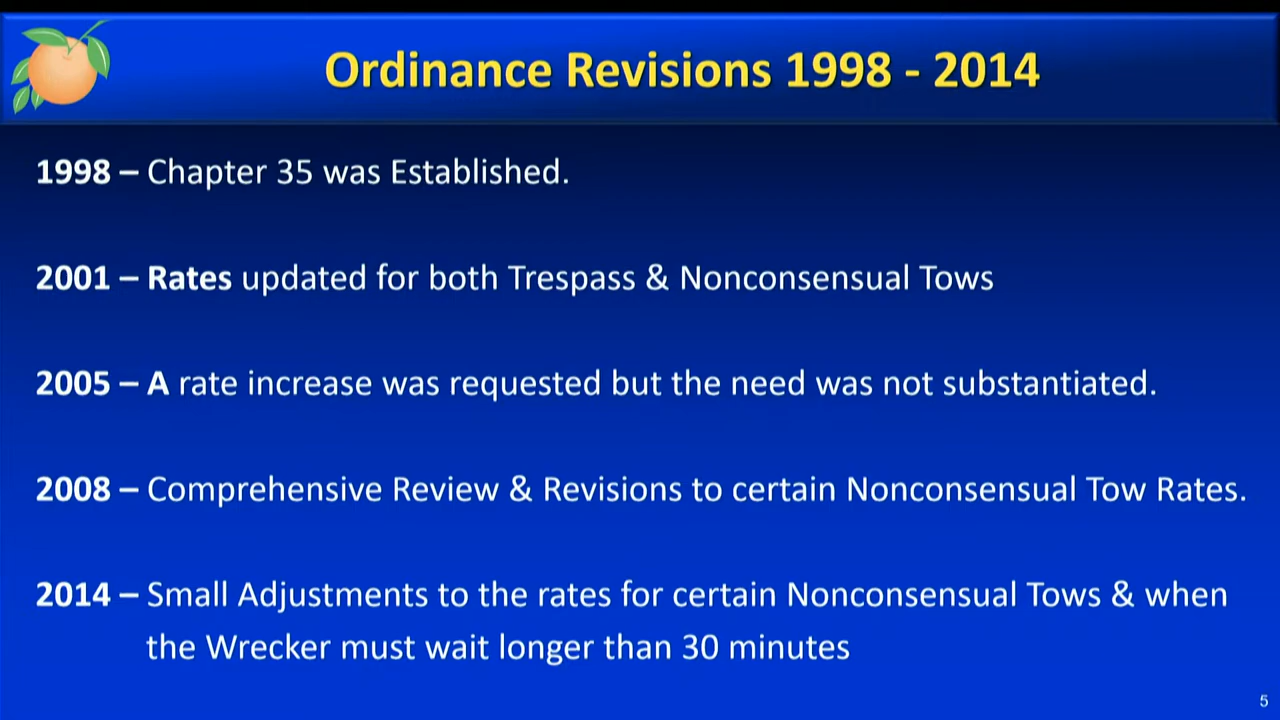 Ordinance Revisions 1998 - 2014
1998 – Chapter 35 was Established.
2001 – Rates updated for both Trespass & Nonconsensual Tows
2005 – A rate increase was requested but the need was not substantiated.
2008 – Comprehensive Review & Revisions to certain Nonconsensual Tow Rates.
2014 – Small Adjustments to the rates for certain Nonconsensual Tows & when
the Wrecker must wait longer than 30 minutes
5